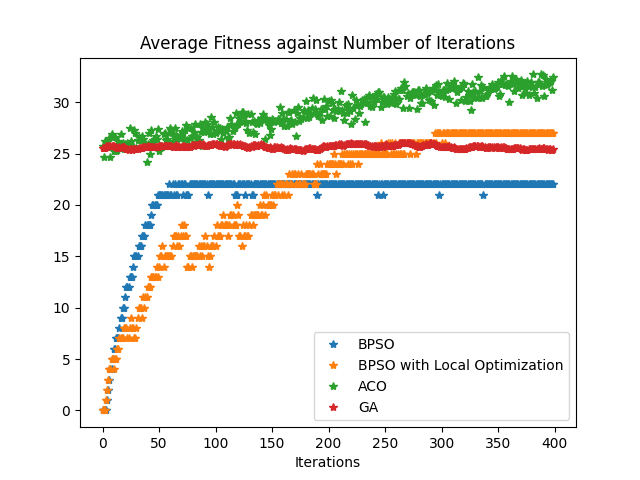 Average Fitness against Number of Iterations
30
25
20
15
10
5
0
BPSO
BPSO with Local Optimization
ACO
GA
0 50 100 150 200 250 300 350 400
Iterations